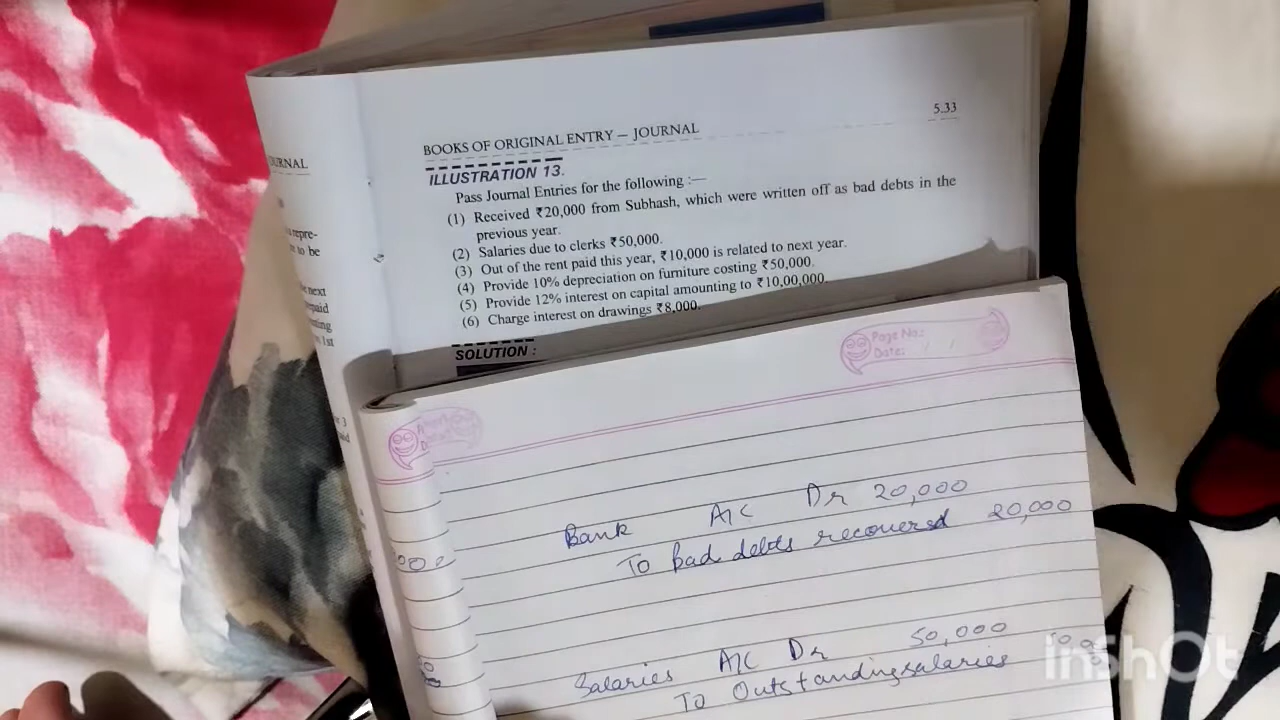 5.33
BOOKS OF ORIGINAL ENTRY – JOURNAL
ILLUSTRATION 13.
Pass Journal Entries for the following :—
(1) Received ₹20,000 from Subhash, which were written off as bad debts in the
previous year.
(2) Salaries due to clerks ₹50,000.
(3) Out of the rent paid this year, ₹10,000 is related to next year.
(4) Provide 10% depreciation on furniture costing ₹50,000.
(5) Provide 12% interest on capital amounting to ₹10,00,000.
(6) Charge interest on drawings ₹8,000.
SOLUTION :
Page No.:
Date: / /
Bank A/C Dr 20,000
To bad debts recovered 20,000
Salaries A/C Dr 50,000
To Outstanding salaries
InShOt